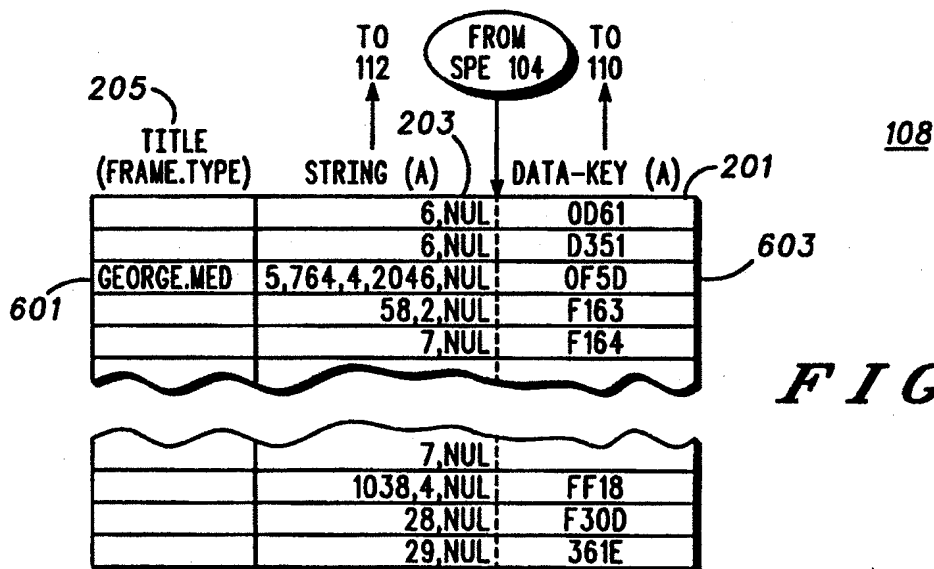 TO 112
FROM SPE 104
TO 110
108
205
203
201
TITLE (FRAME.TYPE)
STRING (A)
DATA-KEY (A)
6,NUL 0D61
6,NUL D351
601 GEORGE.MED 5,764,4,2046,NUL 0F5D 603
58,2,NUL F163
7,NUL F164
FIG
7,NUL
1038,4,NUL FF18
28,NUL F30D
29,NUL 361E